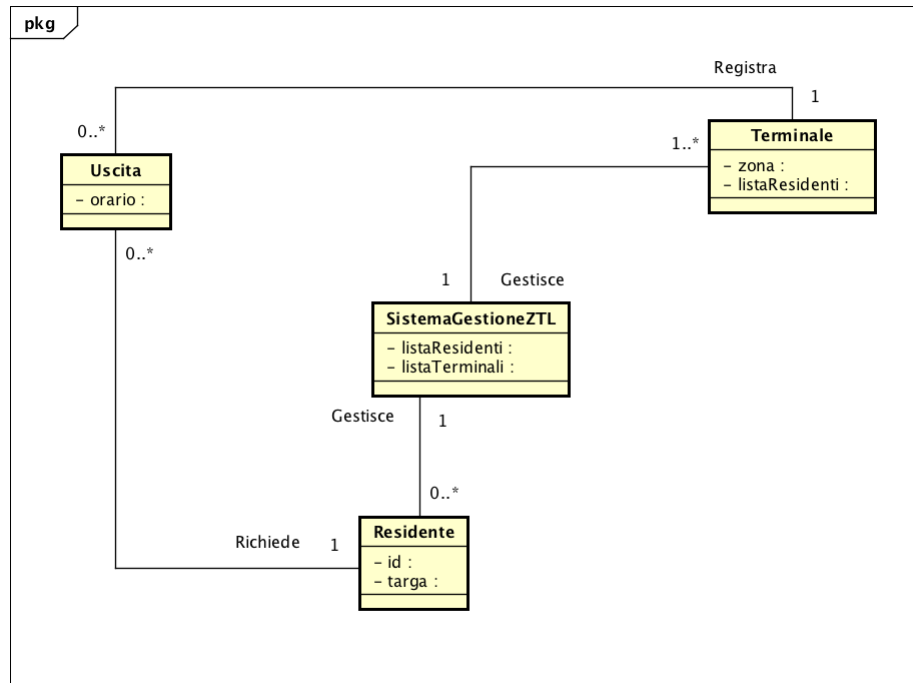 pkg
Registra
1
0..*
1..*
Terminale
- zona :
- listaResidenti :
Uscita
- orario :
0..*
1
Gestisce
SistemaGestioneZTL
- listaResidenti :
- listaTerminali :
Gestisce
1
0..*
Richiede
1
Residente
- id :
- targa :